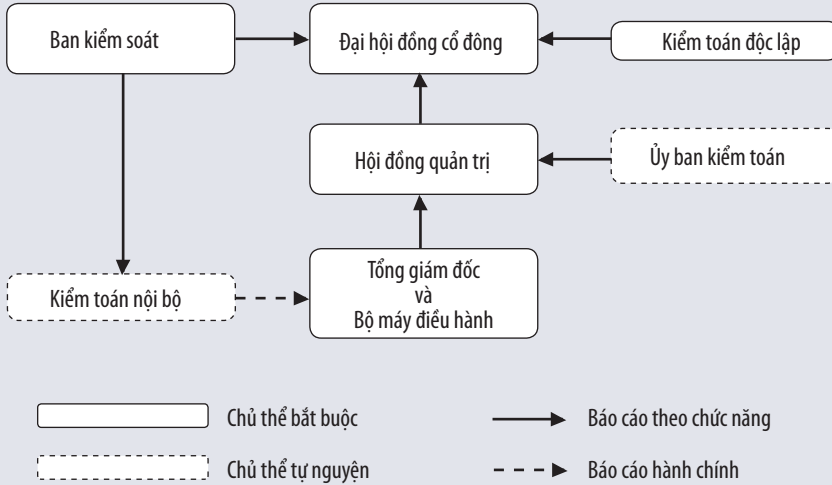 Ban kiểm soát
Đại hội đồng cổ đông
Kiểm toán độc lập
Hội đồng quản trị
Ủy ban kiểm toán
Kiểm toán nội bộ
Tổng giám đốc
và
Bộ máy điều hành
Chủ thể bắt buộc
Báo cáo theo chức năng
Chủ thể tự nguyện
Báo cáo hành chính